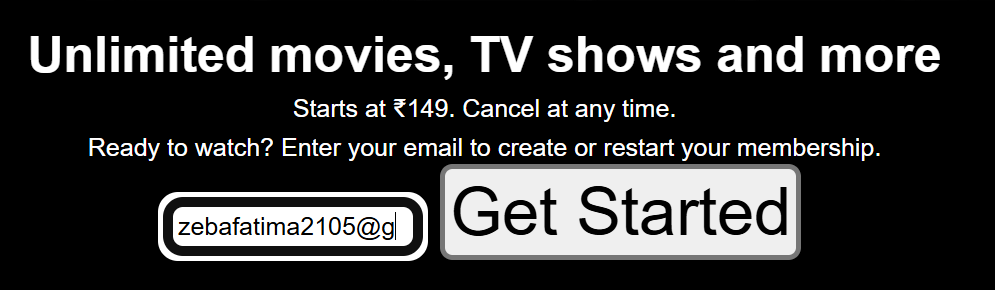 Unlimited movies, TV shows and more
Starts at ₹149. Cancel at any time.
Ready to watch? Enter your email to create or restart your membership.
zebafatima2105@g
Get Started